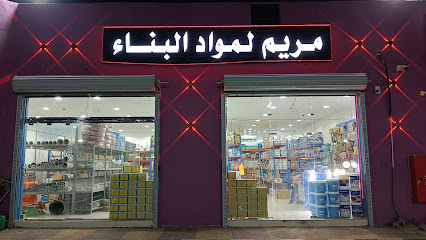 مريم لمواد البناء